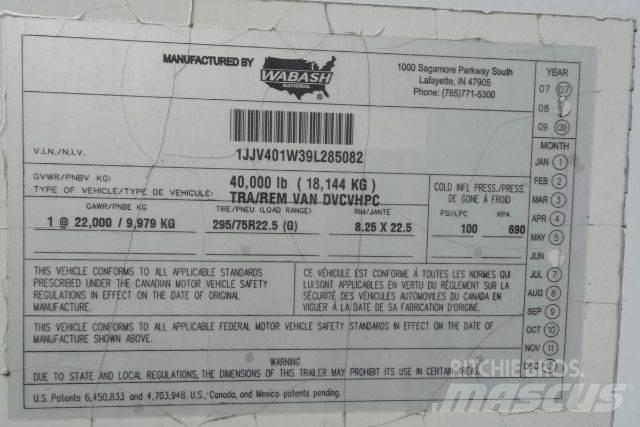 MANUFACTURED BY
WABASH
NATIONAL
1000 Sagamore Parkway South
Lafayette, IN 47905
Phone: (765)771-5300
V.I.N./N.I.V.
1JJV401W39L285082
GVWR/PNBV KG: 40,000 lb ( 18,144 KG )
TYPE OF VEHICLE/TYPE DE VEHICULE: TRA/REM VAN DVCVHPC
GAWR/PNBE KG TIRE/PNEU (LOAD RANGE) RIM/JANTE
1 @ 22,000 / 9,979 KG 295/75R22.5 (G) 8.25 X 22.5
COLD INFL PRESS./PRESS.
DE GONE À FROID
PSI/LPC KPA
100 690
THIS VEHICLE CONFORMS TO ALL APPLICABLE STANDARDS
PRESCRIBED UNDER THE CANADIAN MOTOR VEHICLE SAFETY
REGULATIONS IN EFFECT ON THE DATE OF ORIGINAL
MANUFACTURE.
CE VÉHICULE EST CONFORME À TOUTES LES NORMES QUI
LUI SONT APPLICABLES EN VERTU DU RÈGLEMENT SUR LA
SÉCURITÉ DES VÉHICULES AUTOMOBILES DU CANADA EN
VIGUER À LA DATE DE SA FABRICATION D'ORIGINE.
THIS VEHICLE CONFORMS TO ALL APPLICABLE FEDERAL MOTOR VEHICLE SAFETY STANDARDS IN EFFECT ON THE DATE OF
MANUFACTURE SHOWN ABOVE.
WARNING
DUE TO STATE AND LOCAL REGULATIONS, THE DIMENSIONS OF THIS TRAILER MAY PROHIBIT ITS USE IN CERTAIN AREAS.
U.S. Patents 6,450,833 and 4,703,948, U.S., Canada, and Mexico patents pending.
YEAR
07 07
08
09 09
MONTH
JAN 1
FEB 2
MAR 3
APR 4
MAY 5
JUN
JUL 7
AUG 8
SEP 9
OCT 10
NOV 11
DEC 12
RITCHIE BROS.
MASCUS